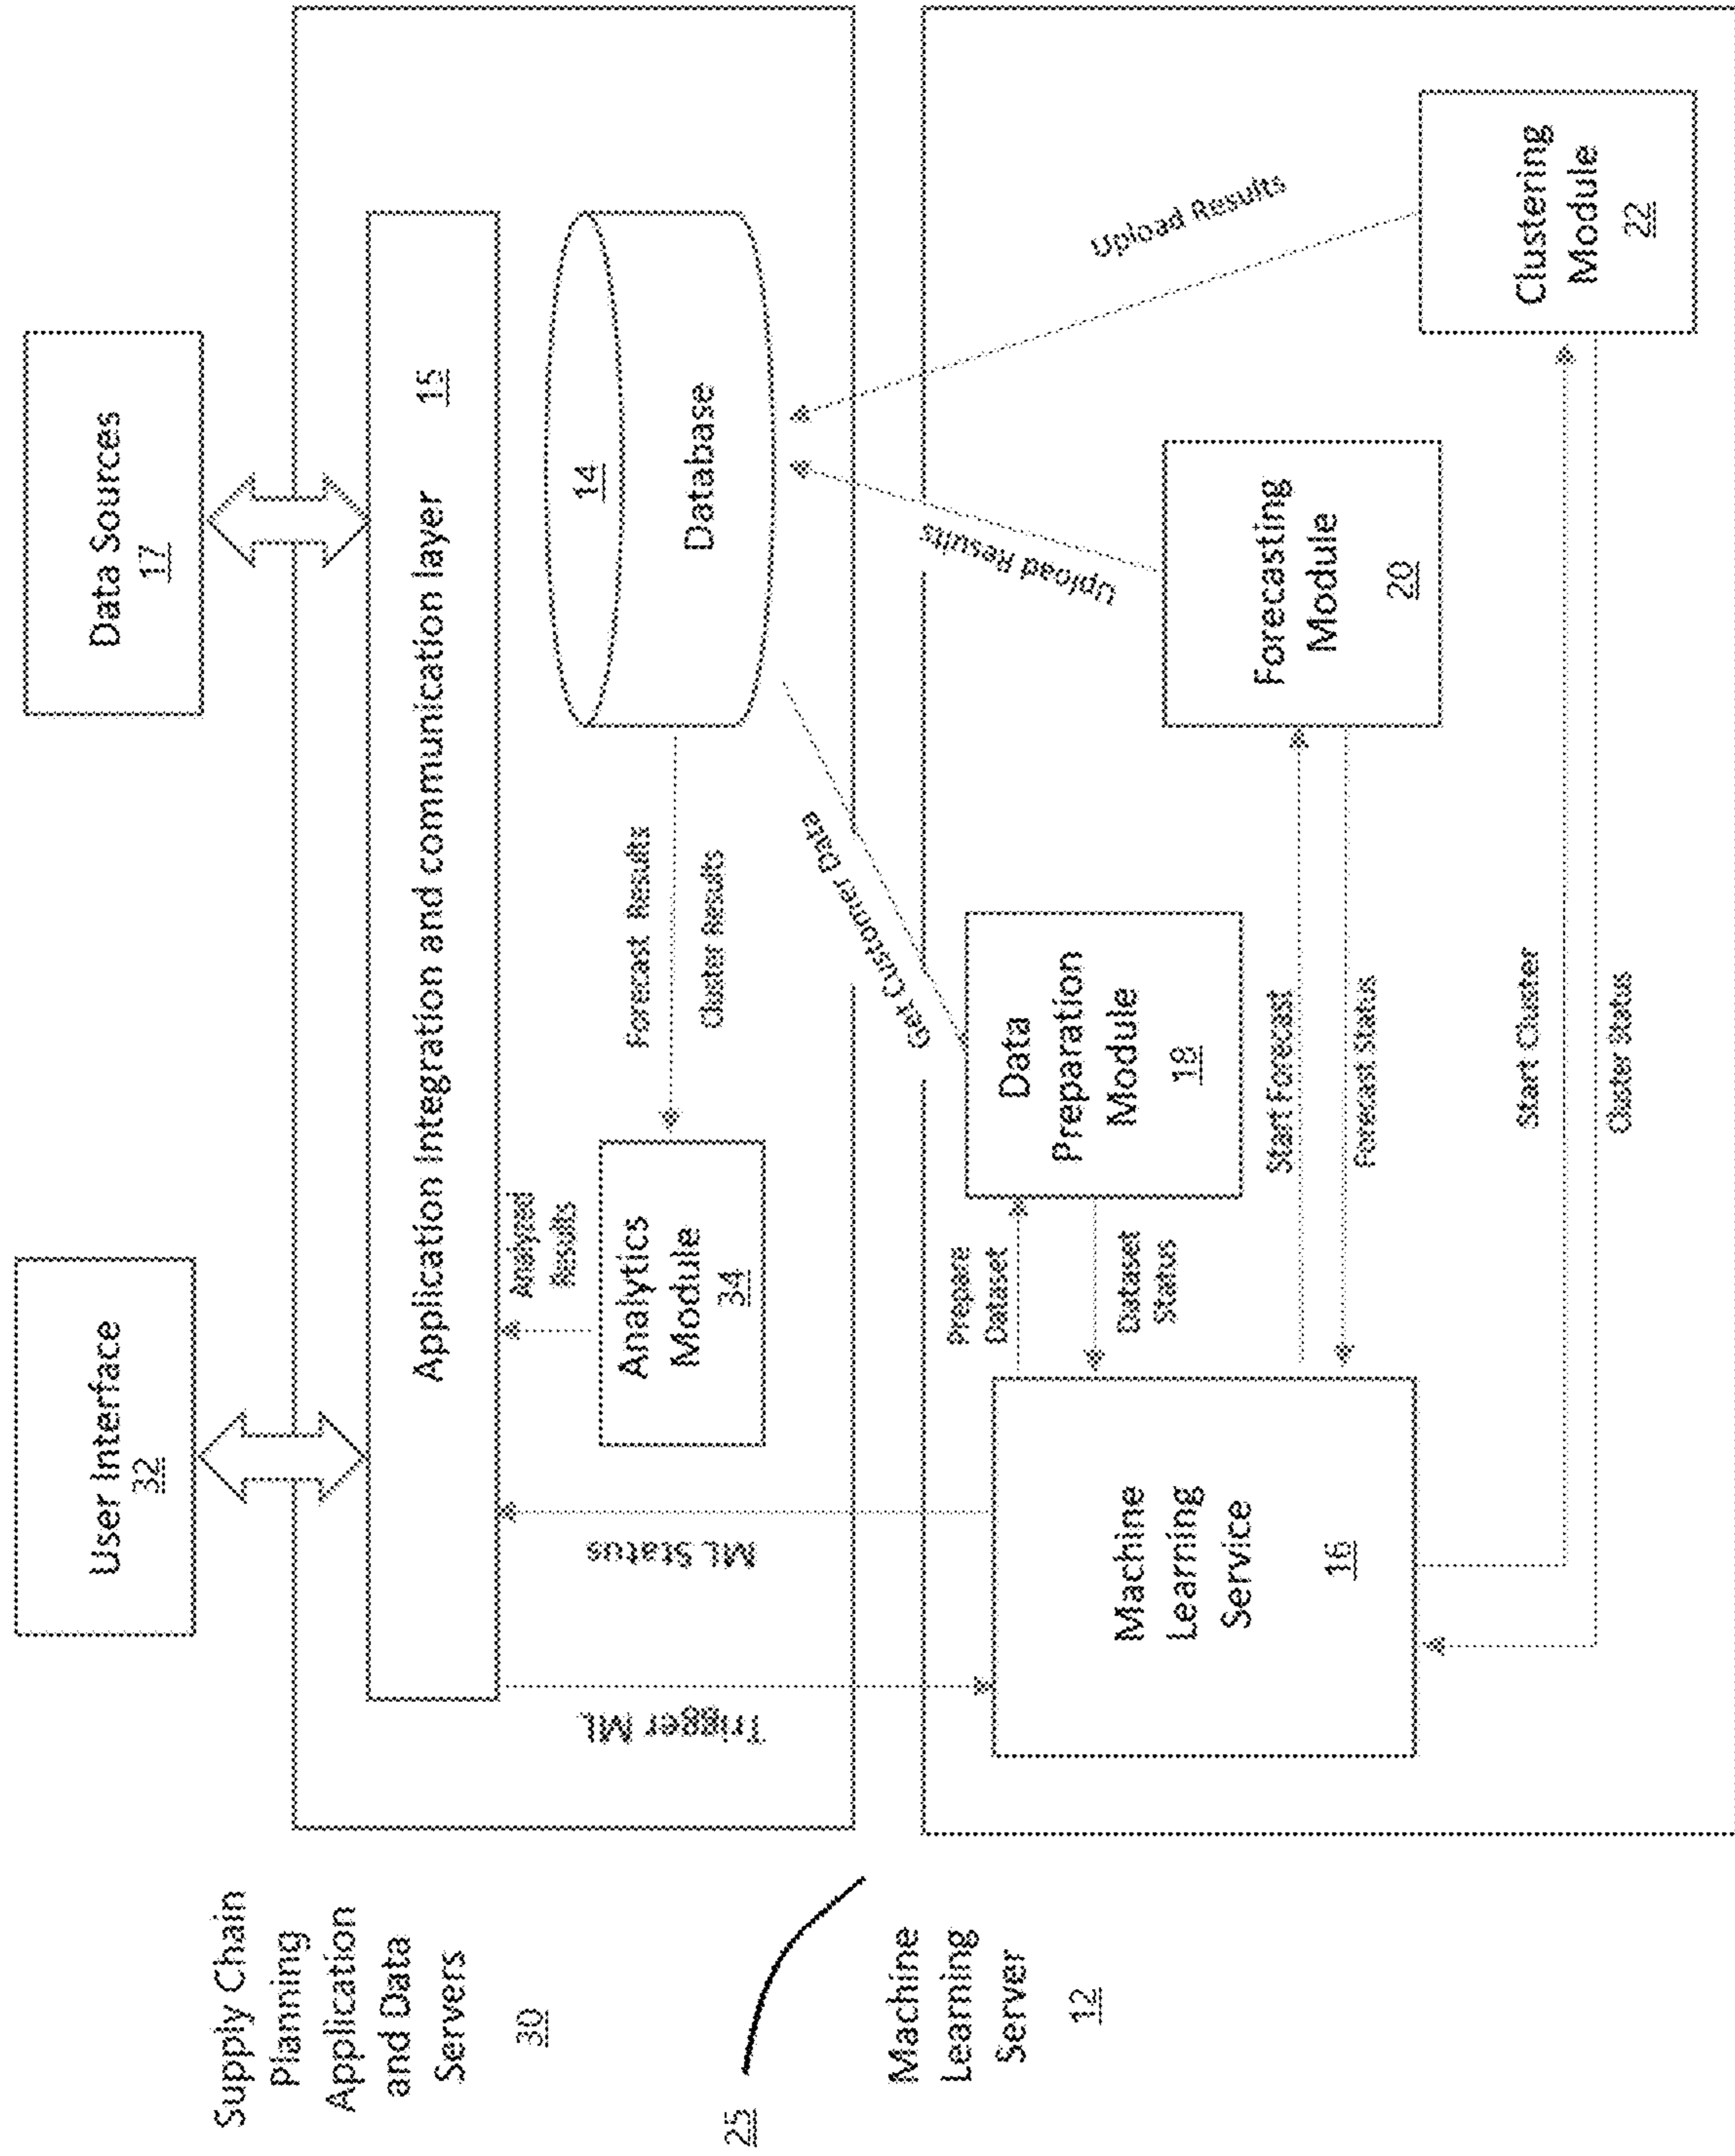 Supply Chain
Planning
Application
and Data
Servers
30
25
Machine
Learning
Server
12
User Interface
32
Data Sources
17
Application integration and communication layer 15
Trigger ML
ML Status
Analyzed
Results
Analytics
Module
34
Forecast Results
Cluster Results
14
Database
Get Customer Data
Upload Results
Upload Results
Machine
Learning
Service
16
Prepare
Dataset
Dataset
Status
Data
Preparation
Module
18
Start Forecast
Forecast Status
Forecasting
Module
20
Start Cluster
Cluster Status
Clustering
Module
22